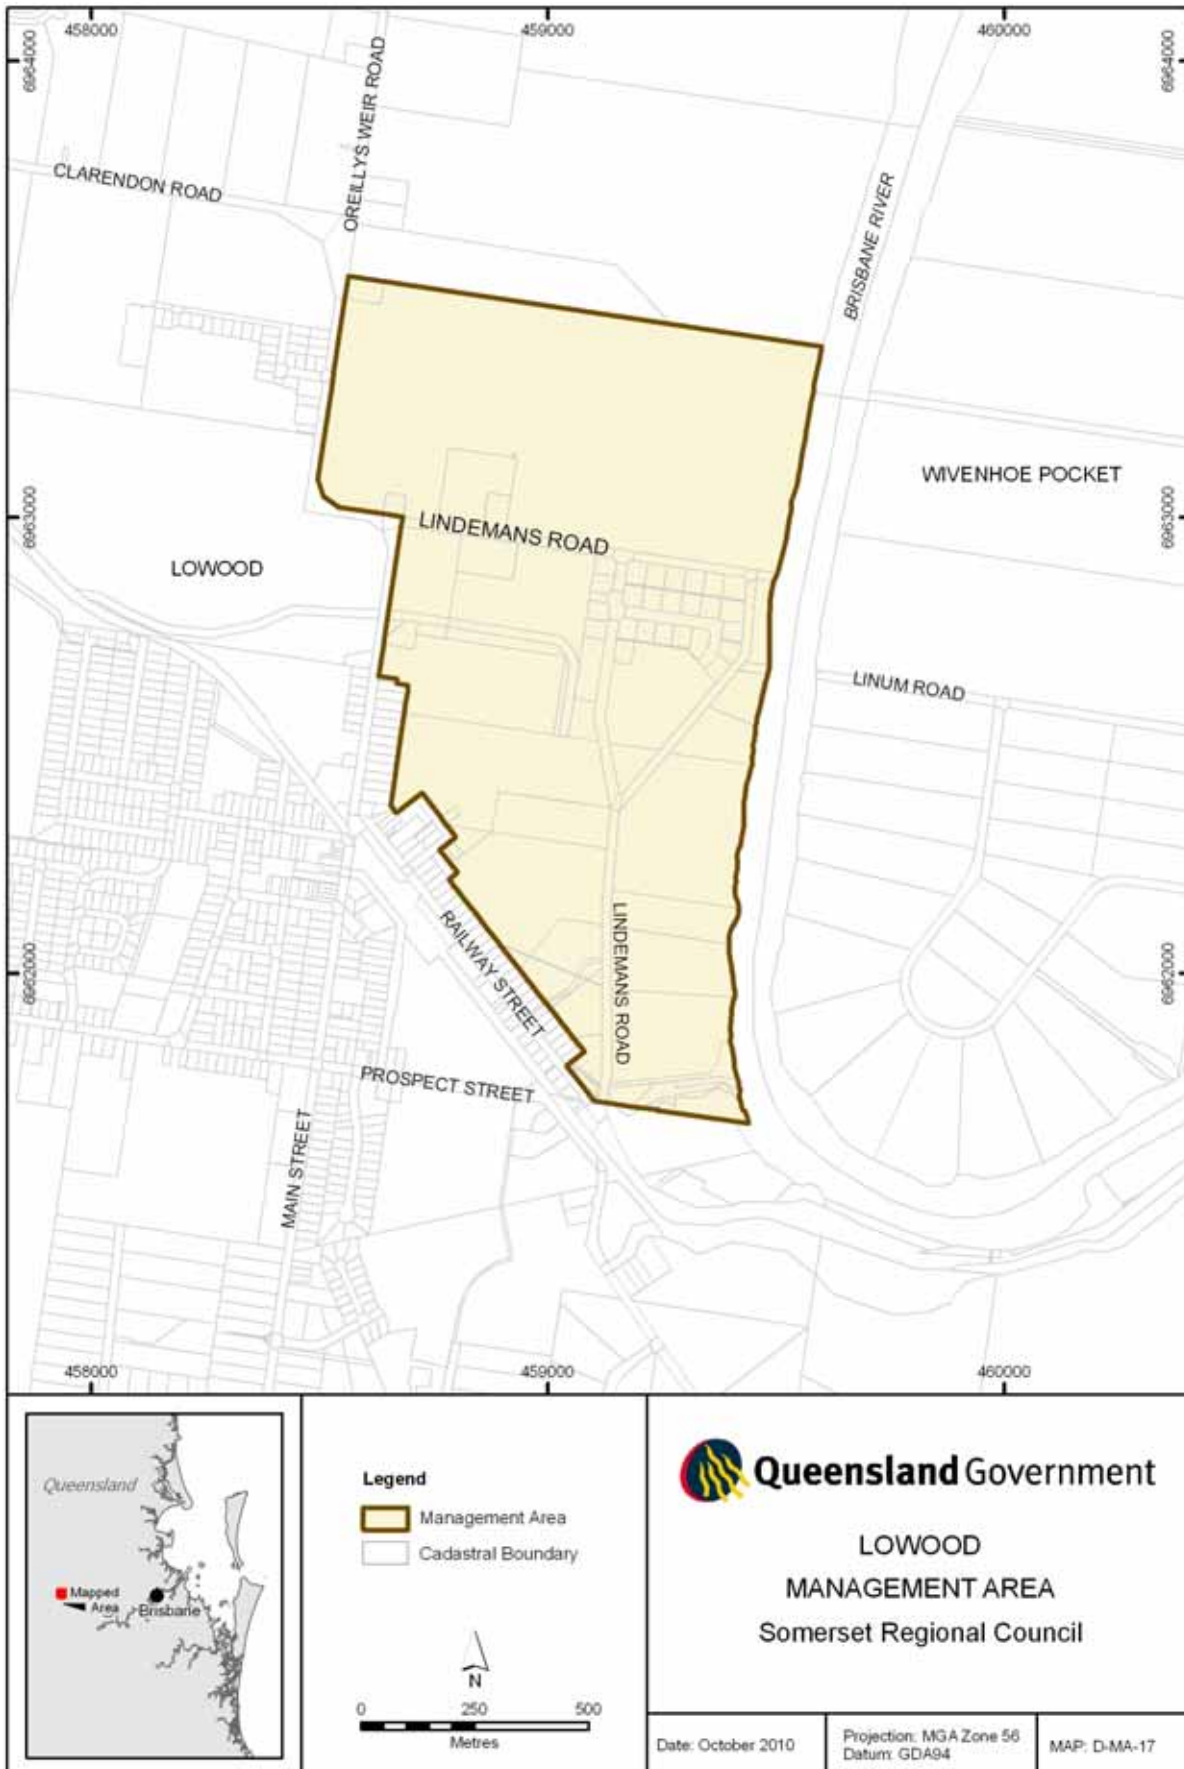 458000
459000
460000
6964000
6964000
OREILLYS WEIR ROAD
CLARENDON ROAD
BRISBANE RIVER
WIVENHOE POCKET
6963000
6963000
LINDEMANS ROAD
LOWOOD
LINUM ROAD
LINDEMANS ROAD
RAILWAY STREET
6962000
6962000
PROSPECT STREET
MAIN STREET
458000
459000
460000
Queensland
Mapped
Area
Brisbane
Legend
Management Area
Cadastral Boundary
N
0 250 500
Metres
Queensland Government
LOWOOD
MANAGEMENT AREA
Somerset Regional Council
Date: October 2010
Projection: MGA Zone 56
Datum: GDA94
MAP: D-MA-17